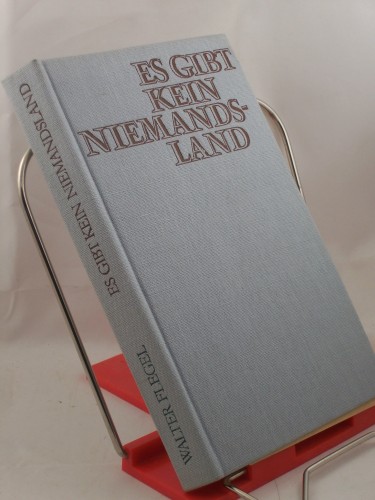 ES GIBT
KEIN
NIEMANDS-
LAND
ES GIBT KEIN NIEMANDSLAND
WALTER FLEGEL